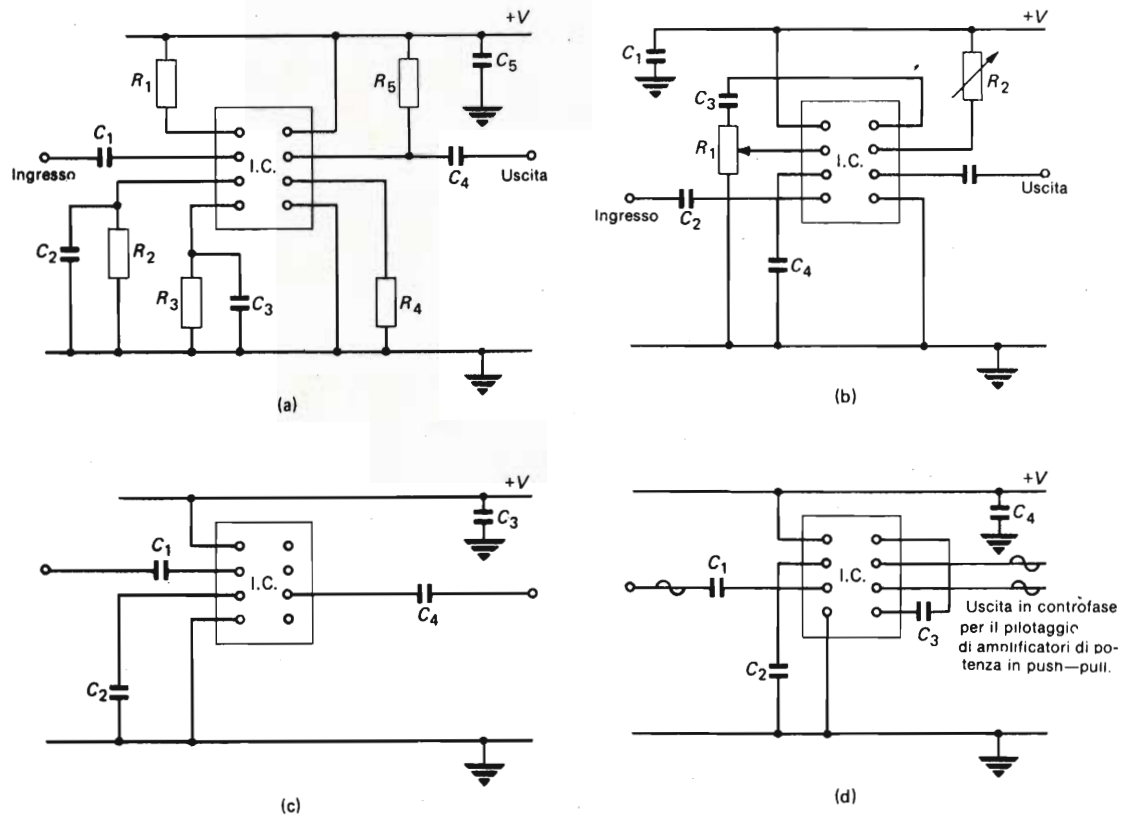 +V
R1
R5
C5
C1
I.C.
Ingresso
C4
Uscita
C2
R2
R3
C3
R4
(a)
+V
C1
C3
R2
R1
I.C.
Uscita
Ingresso
C2
C4
(b)
+V
C3
C1
I.C.
C4
C2
(c)
+V
C4
C1
I.C.
C3
Uscita in controfase
per il pilotaggio
di amplificatori di po-
tenza in push—pull.
C2
(d)